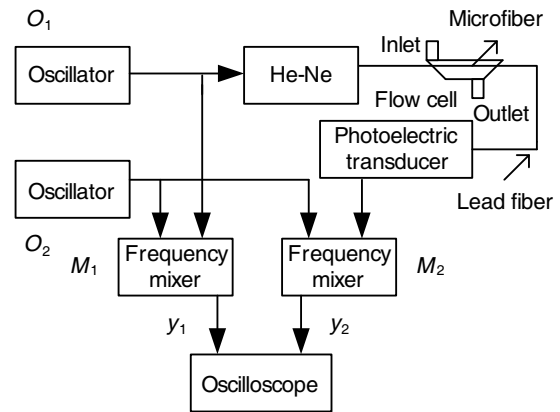 O1
Oscillator
He-Ne
Inlet
Microfiber
Flow cell
Outlet
Photoelectric
transducer
Lead fiber
Oscillator
O2
M1
Frequency
mixer
Frequency
mixer
M2
y1
y2
Oscilloscope